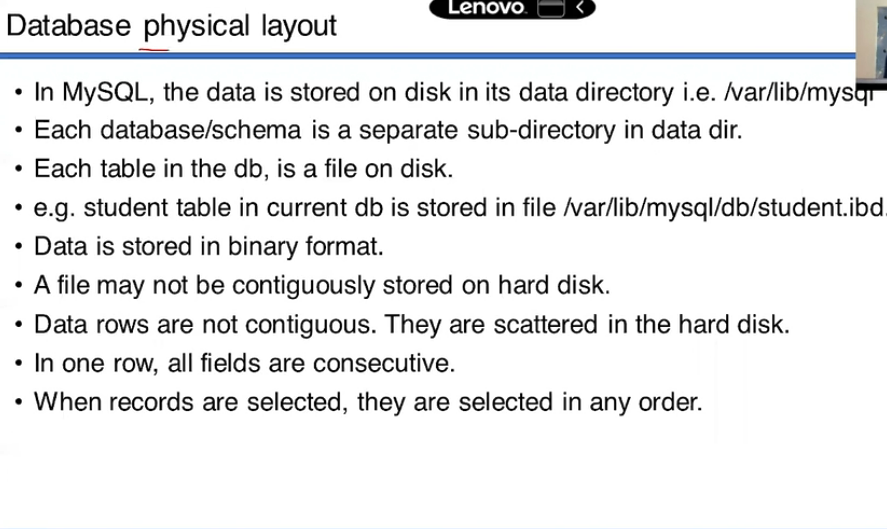 Lenovo
Database physical layout
• In MySQL, the data is stored on disk in its data directory i.e. /var/lib/mysql
• Each database/schema is a separate sub-directory in data dir.
• Each table in the db, is a file on disk.
• e.g. student table in current db is stored in file /var/lib/mysql/db/student.ibd.
• Data is stored in binary format.
• A file may not be contiguously stored on hard disk.
• Data rows are not contiguous. They are scattered in the hard disk.
• In one row, all fields are consecutive.
• When records are selected, they are selected in any order.